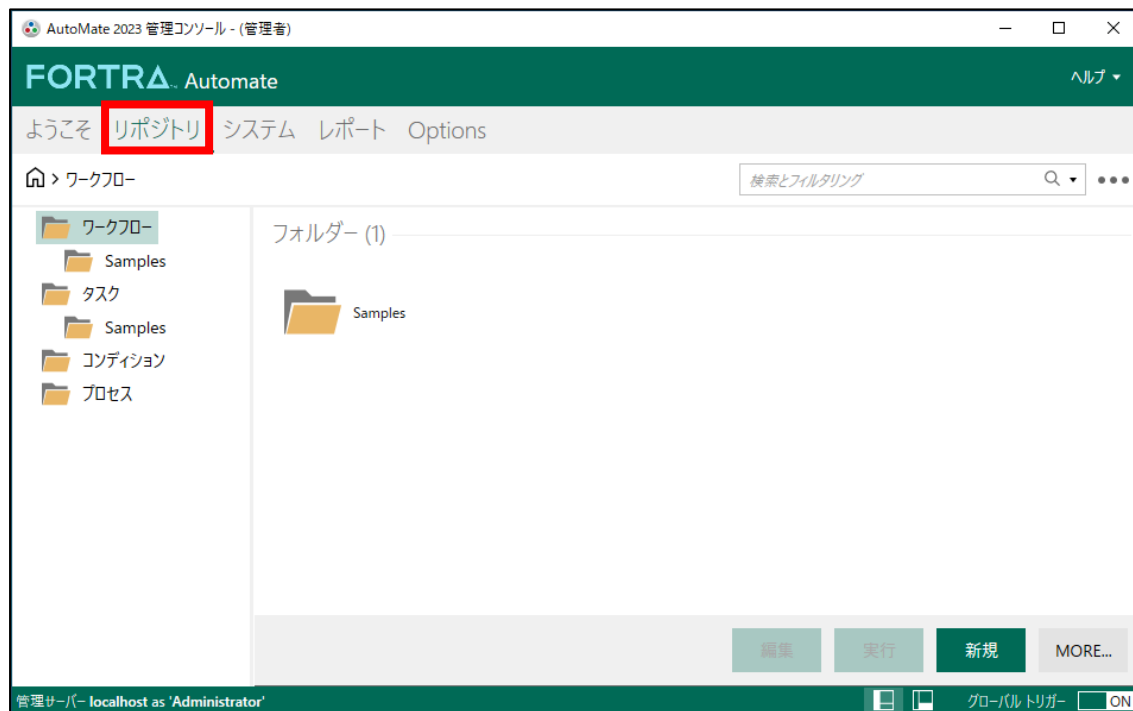 AutoMate 2023 管理コンソール - (管理者)
FORTRA™ Automate
ヘルプ
ようこそ リポジトリ システム レポート Options
> ワークフロー
検索とフィルタリング
ワークフロー
Samples
タスク
Samples
コンディション
プロセス
フォルダー (1)
Samples
編集 実行 新規 MORE...
管理サーバー localhost as 'Administrator'
グローバル トリガー ON